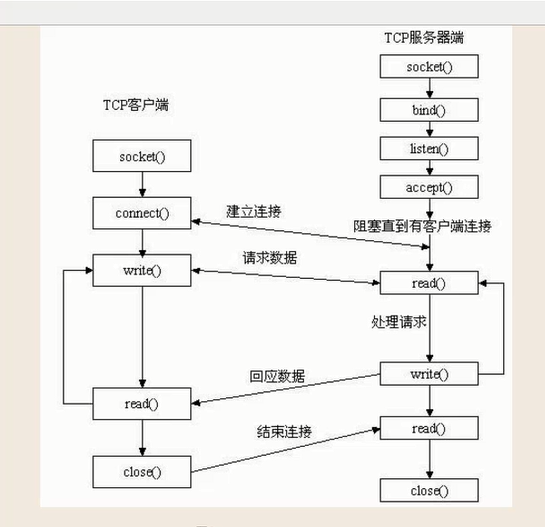 TCP服务器端
socket()
bind()
TCP客户端
listen()
socket()
accept()
connect()
建立连接
阻塞直到有客户端连接
write()
请求数据
read()
处理请求
回应数据
write()
read()
结束连接
read()
close()
close()